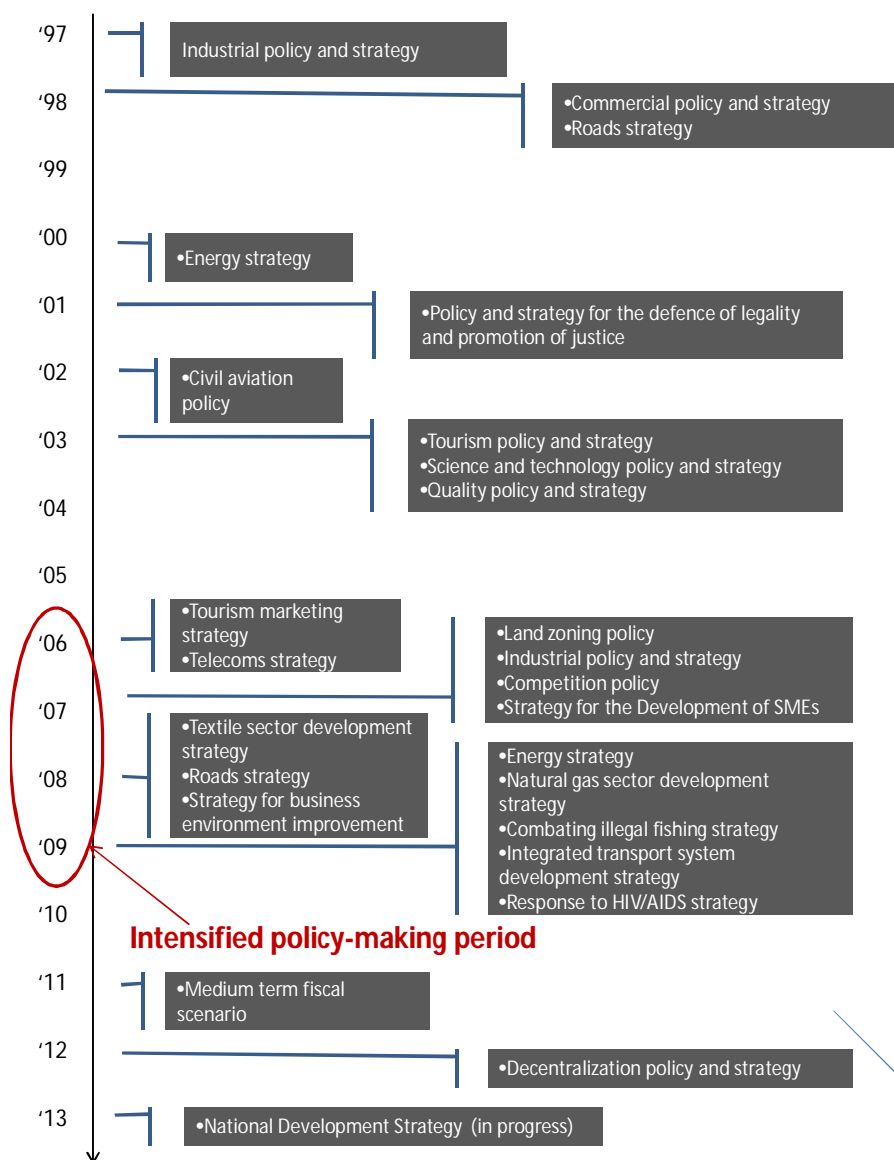 ‘97
Industrial policy and strategy
‘98
•Commercial policy and strategy
•Roads strategy
‘99
‘00
•Energy strategy
‘01
•Policy and strategy for the defence of legality
and promotion of justice
‘02
•Civil aviation
policy
‘03
•Tourism policy and strategy
•Science and technology policy and strategy
•Quality policy and strategy
‘04
‘05
‘06
•Tourism marketing
strategy
•Telecoms strategy
•Land zoning policy
•Industrial policy and strategy
•Competition policy
•Strategy for the Development of SMEs
‘07
•Textile sector development
strategy
•Roads strategy
•Strategy for business
environment improvement
‘08
•Energy strategy
•Natural gas sector development
strategy
•Combating illegal fishing strategy
•Integrated transport system
development strategy
•Response to HIV/AIDS strategy
‘09
‘10
Intensified policy-making period
‘11
•Medium term fiscal
scenario
‘12
•Decentralization policy and strategy
‘13
•National Development Strategy (in progress)